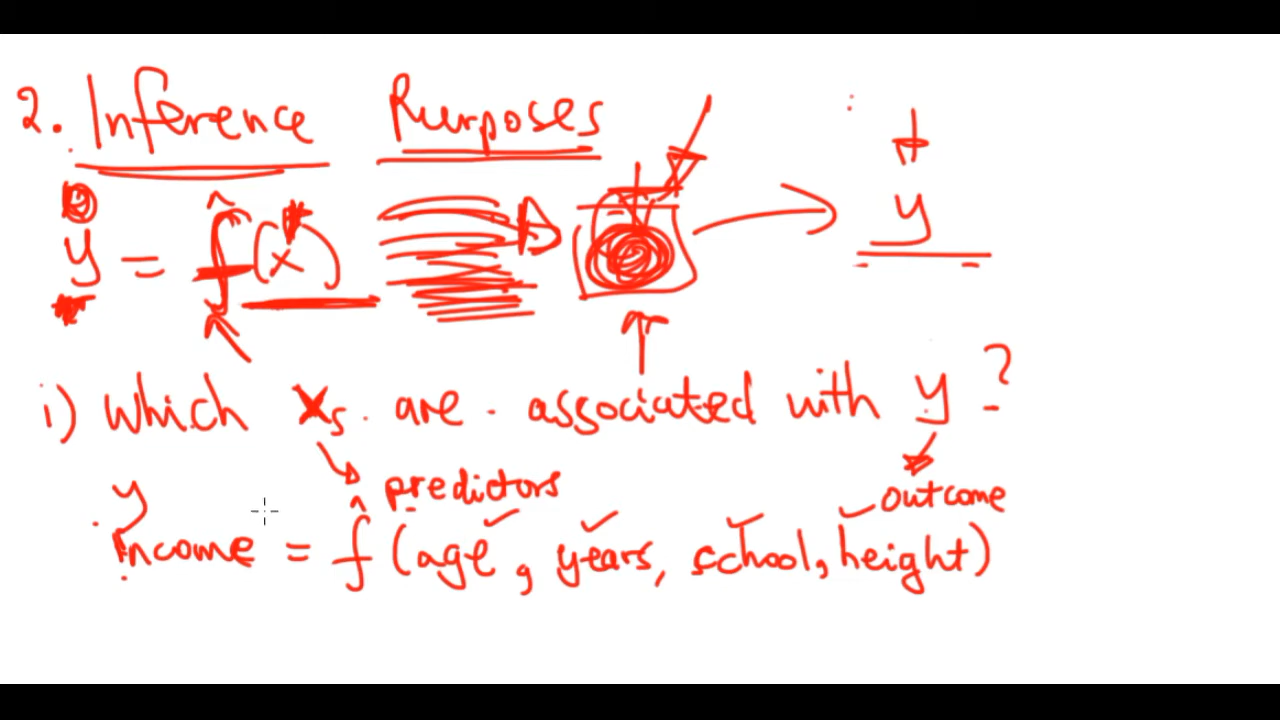 2. Inference Purposes
y = f̂(x)
y
i) Which xs are associated with y?
predictors
outcome
y
income = f̂(age, years, school, height)